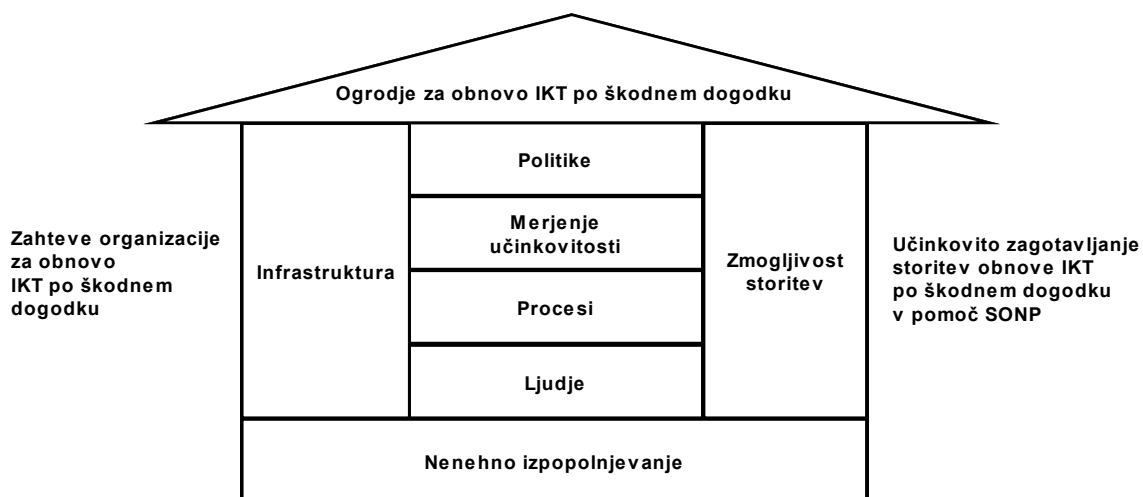 Ogrodje za obnovo IKT po škodnem dogodku
Zahteve organizacije
za obnovo
IKT po škodnem
dogodku
Infrastruktura
Politike
Merjenje
učinkovitosti
Procesi
Ljudje
Zmogljivost
storitev
Učinkovito zagotavljanje
storitev obnove IKT
po škodnem dogodku
v pomoč SONP
Nenehno izpopolnjevanje